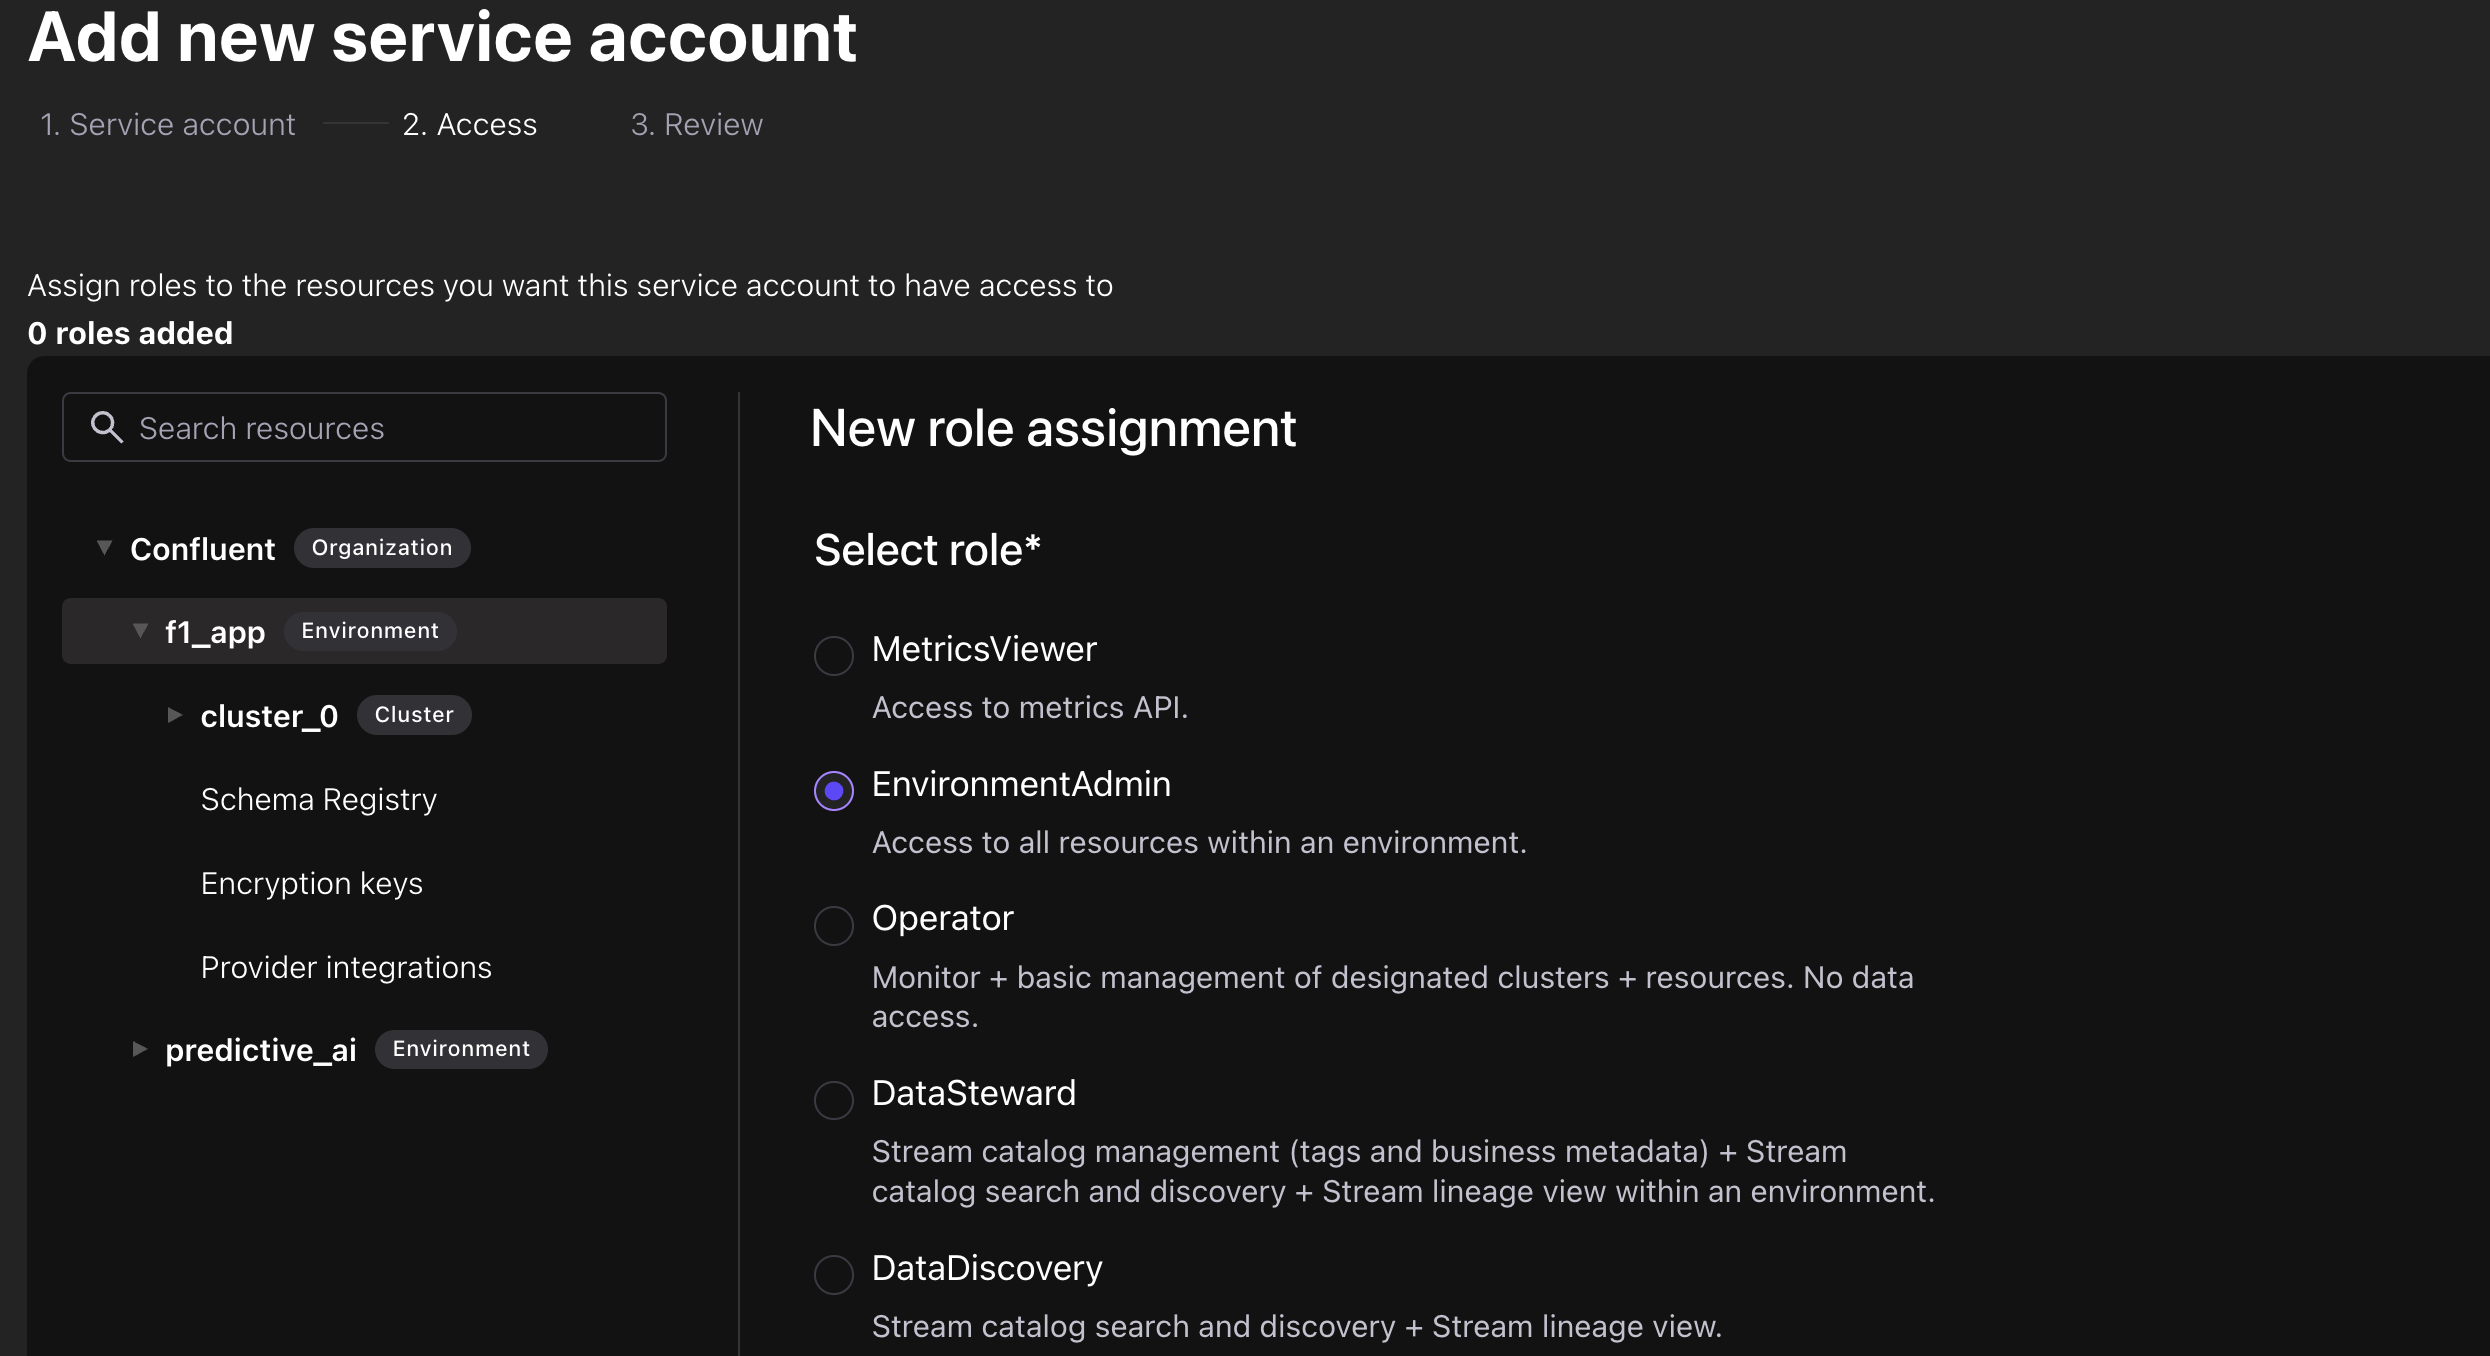 Add new service account
1. Service account
2. Access
3. Review
Assign roles to the resources you want this service account to have access to
0 roles added
Search resources
Confluent Organization
f1_app Environment
cluster_0 Cluster
Schema Registry
Encryption keys
Provider integrations
predictive_ai Environment
New role assignment
Select role*
MetricsViewer
Access to metrics API.
EnvironmentAdmin
Access to all resources within an environment.
Operator
Monitor + basic management of designated clusters + resources. No data
access.
DataSteward
Stream catalog management (tags and business metadata) + Stream
catalog search and discovery + Stream lineage view within an environment.
DataDiscovery
Stream catalog search and discovery + Stream lineage view.